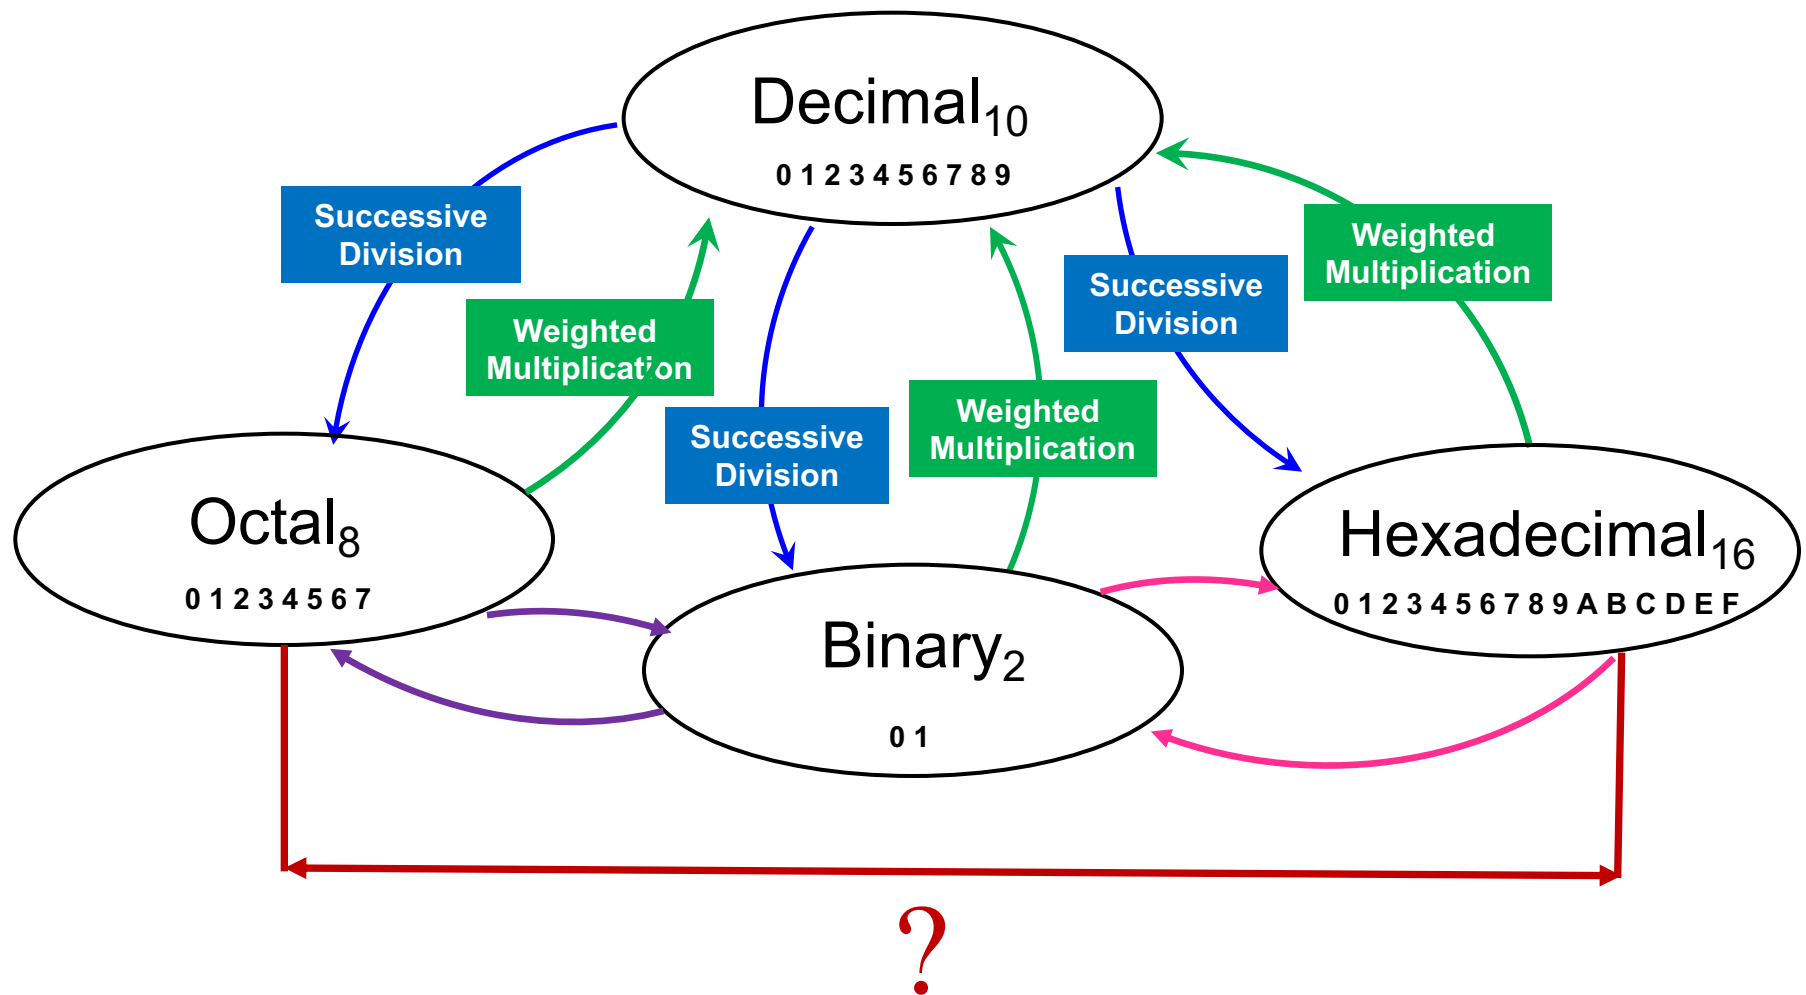 Decimal10
0 1 2 3 4 5 6 7 8 9
Successive
Division
Weighted
Multiplication
Successive
Division
Weighted
Multiplication
Successive
Division
Weighted
Multiplication
Octal8
0 1 2 3 4 5 6 7
Hexadecimal16
0 1 2 3 4 5 6 7 8 9 A B C D E F
Binary2
0 1
?